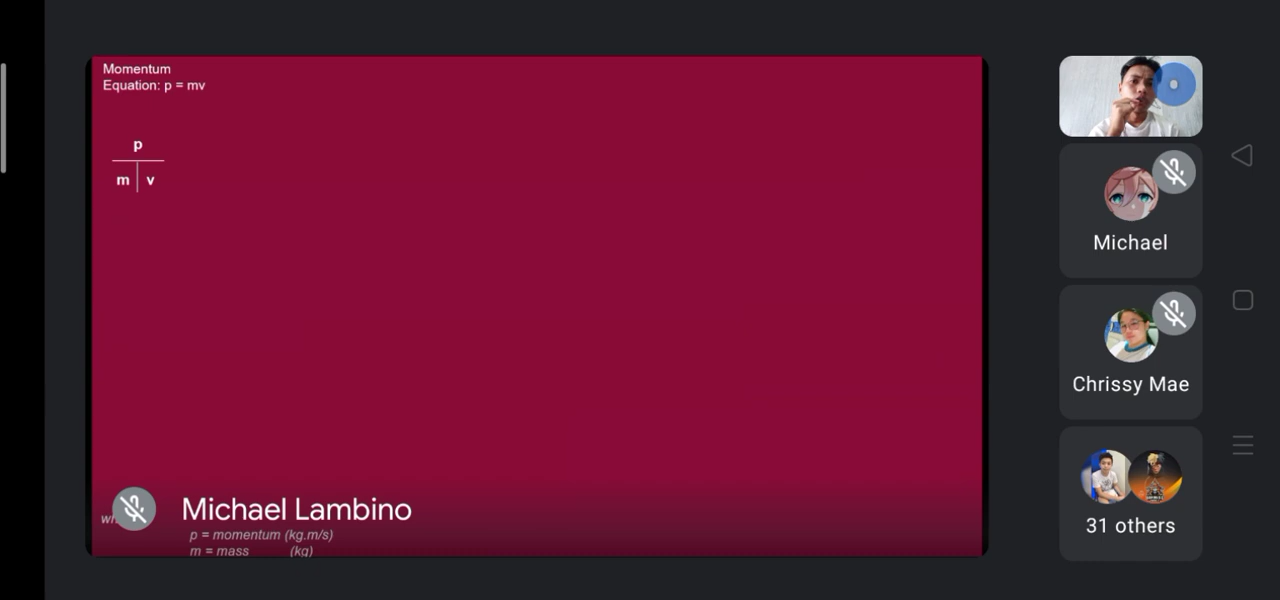 Momentum
Equation: p = mv
p
m v
Michael Lambino
p = momentum (kg.m/s)
m = mass (kg)
Michael
Chrissy Mae
31 others